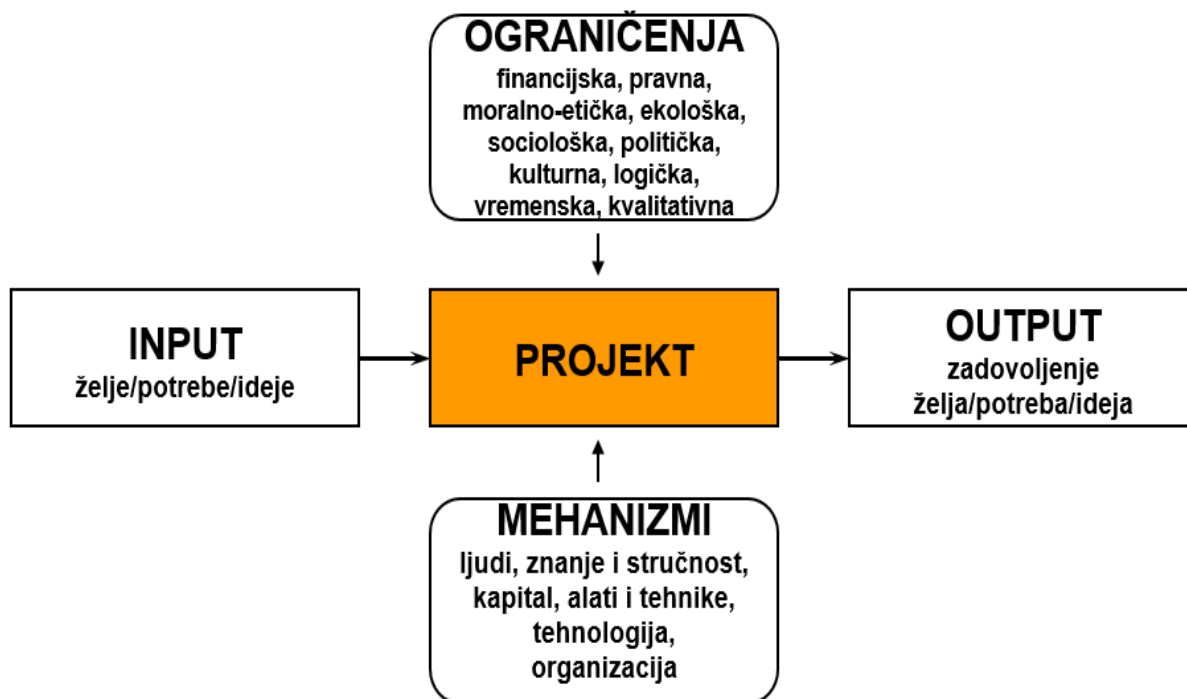 OGRANIČENJA
financijska, pravna,
moralno-etička, ekološka,
sociološka, politička,
kulturna, logička,
vremenska, kvalitativna
INPUT
želje/potrebe/ideje
PROJEKT
OUTPUT
zadovoljenje
želja/potreba/ideja
MEHANIZMI
ljudi, znanje i stručnost,
kapital, alati i tehnike,
tehnologija,
organizacija